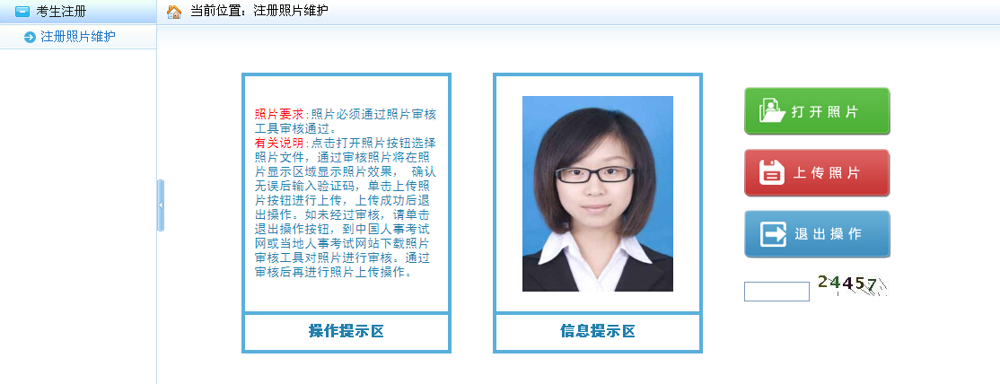 考生注册
当前位置：注册照片维护
注册照片维护
照片要求:照片必须通过照片审核
工具审核通过。
有关说明:点击打开照片按钮选择
照片文件，通过审核照片将在照
片显示区域显示照片效果， 确认
无误后输入验证码，单击上传照
片按钮进行上传，上传成功后退
出操作。如未经过审核，请单击
退出操作按钮，到中国人事考试
网或当地人事考试网站下载照片
审核工具对照片进行审核。通过
审核后再进行照片上传操作。
操作提示区
信息提示区
打开照片
上传照片
退出操作
24457